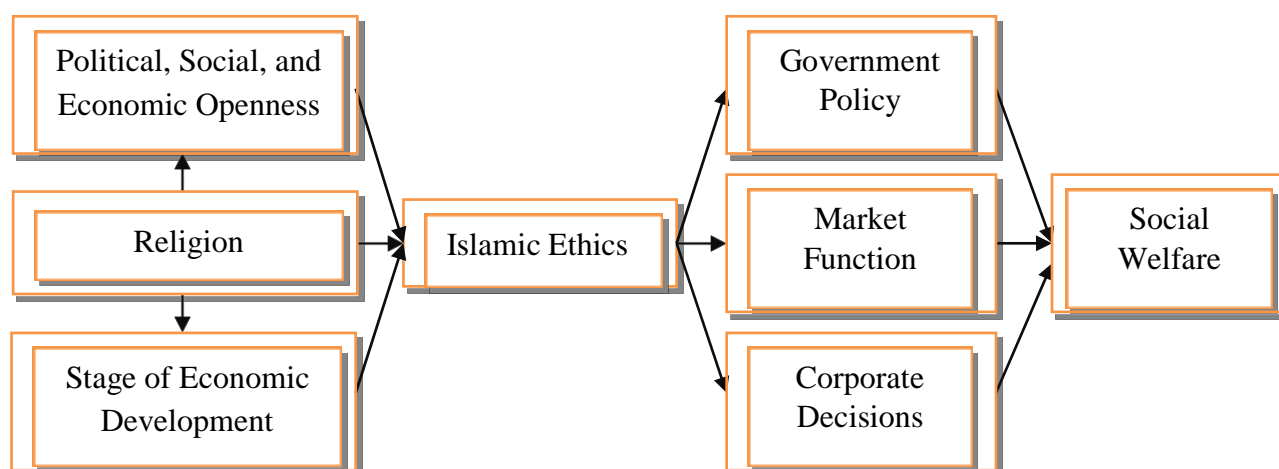 Political, Social, and
Economic Openness
Religion
Stage of Economic
Development
Islamic Ethics
Government
Policy
Market
Function
Corporate
Decisions
Social
Welfare